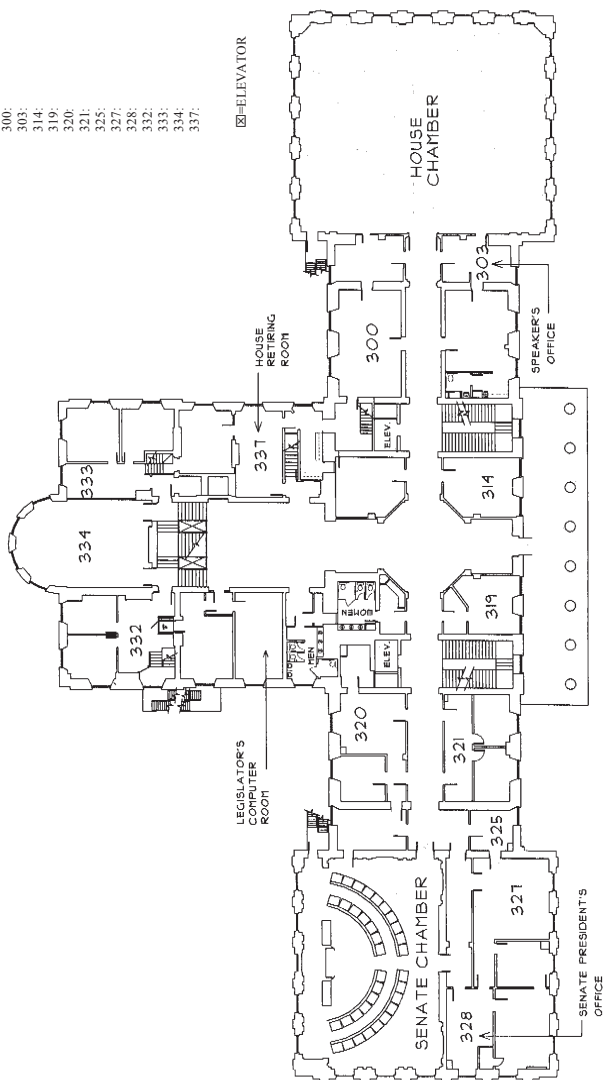 300:
303:
314:
319:
320:
321:
325:
327:
328:
332:
333:
334:
337:
☒=ELEVATOR
HOUSE
CHAMBER
303
SPEAKER'S
OFFICE
300
HOUSE
RETIRING
ROOM
337
ELEV.
314
333
334
332
319
WOMEN
MEN
ELEV.
LEGISLATOR'S
COMPUTER
ROOM
320
321
325
327
SENATE CHAMBER
328
SENATE PRESIDENT'S
OFFICE